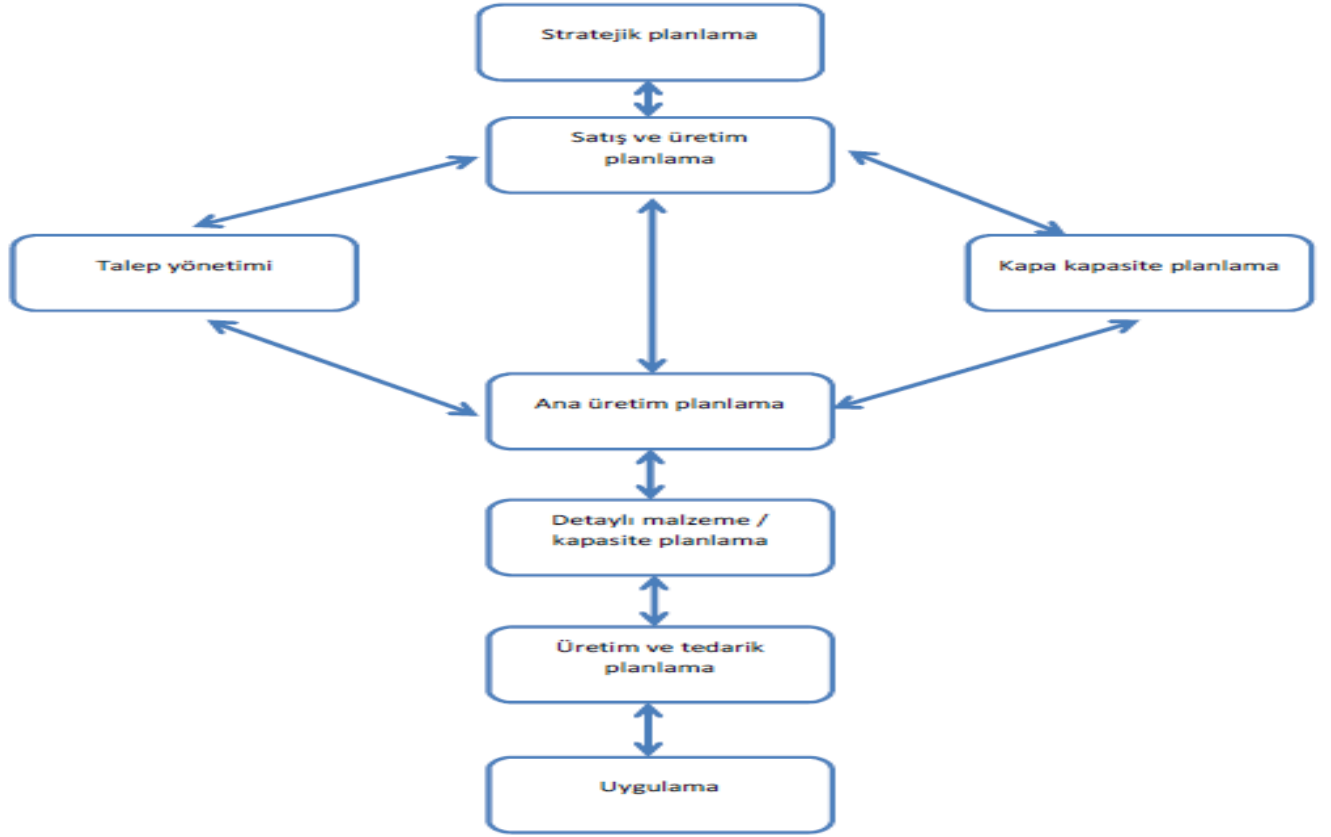 Stratejik planlama
Satış ve üretim
planlama
Talep yönetimi
Kapa kapasite planlama
Ana üretim planlama
Detaylı malzeme /
kapasite planlama
Üretim ve tedarik
planlama
Uygulama